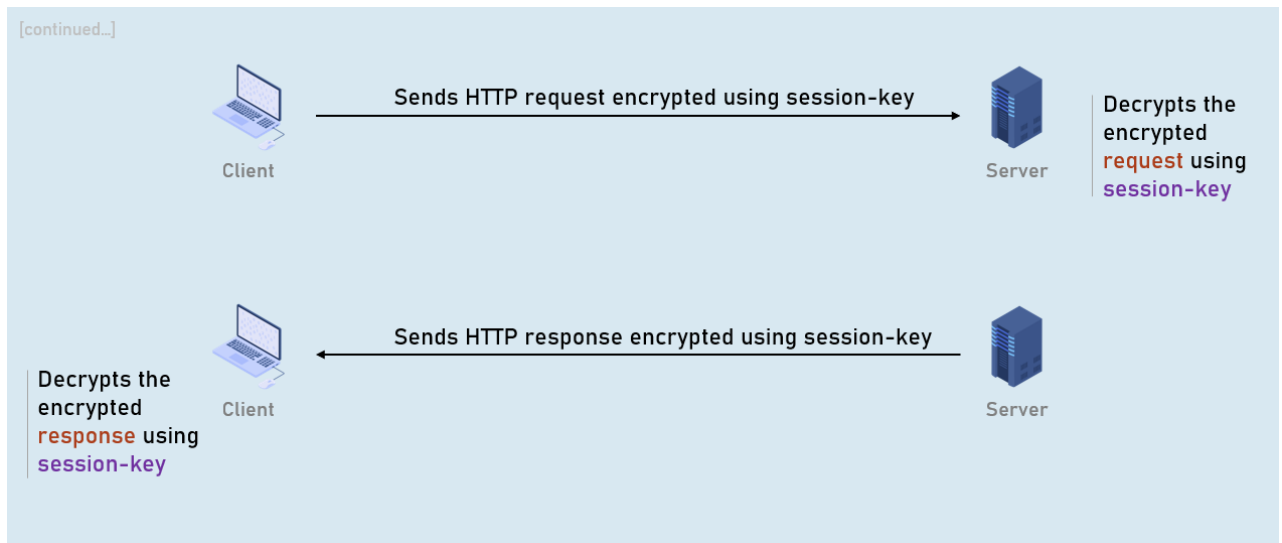 [continued...]
Sends HTTP request encrypted using session-key
Client
Server
Decrypts the
encrypted
request using
session-key
Sends HTTP response encrypted using session-key
Client
Server
Decrypts the
encrypted
response using
session-key